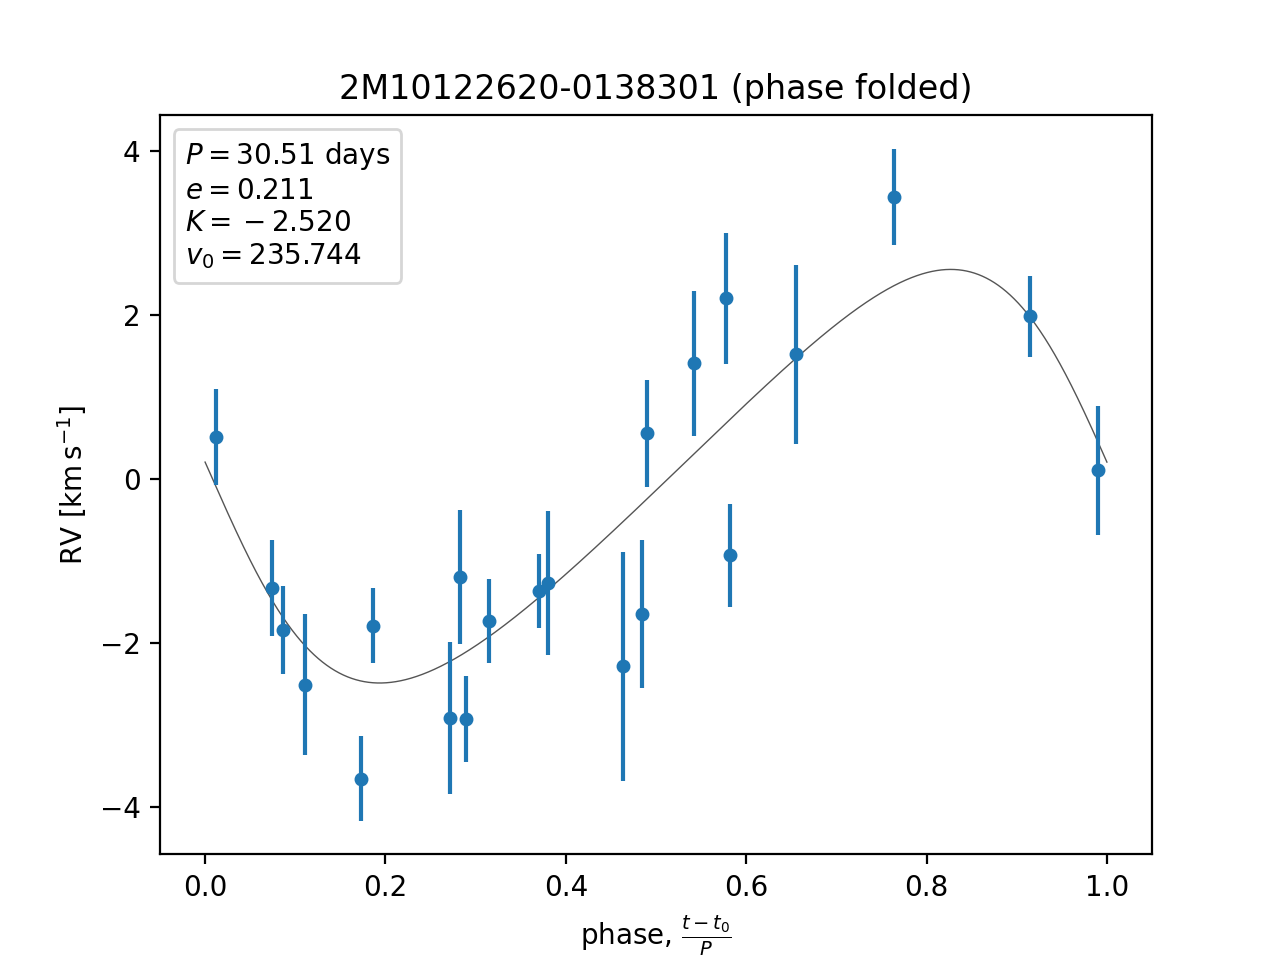 2M10122620-0138301 (phase folded)
P = 30.51 days
e = 0.211
K = −2.520
v₀ = 235.744
4
2
0
−2
−4
RV [km s⁻¹]
0.0 0.2 0.4 0.6 0.8 1.0
phase, (t − t₀)/P